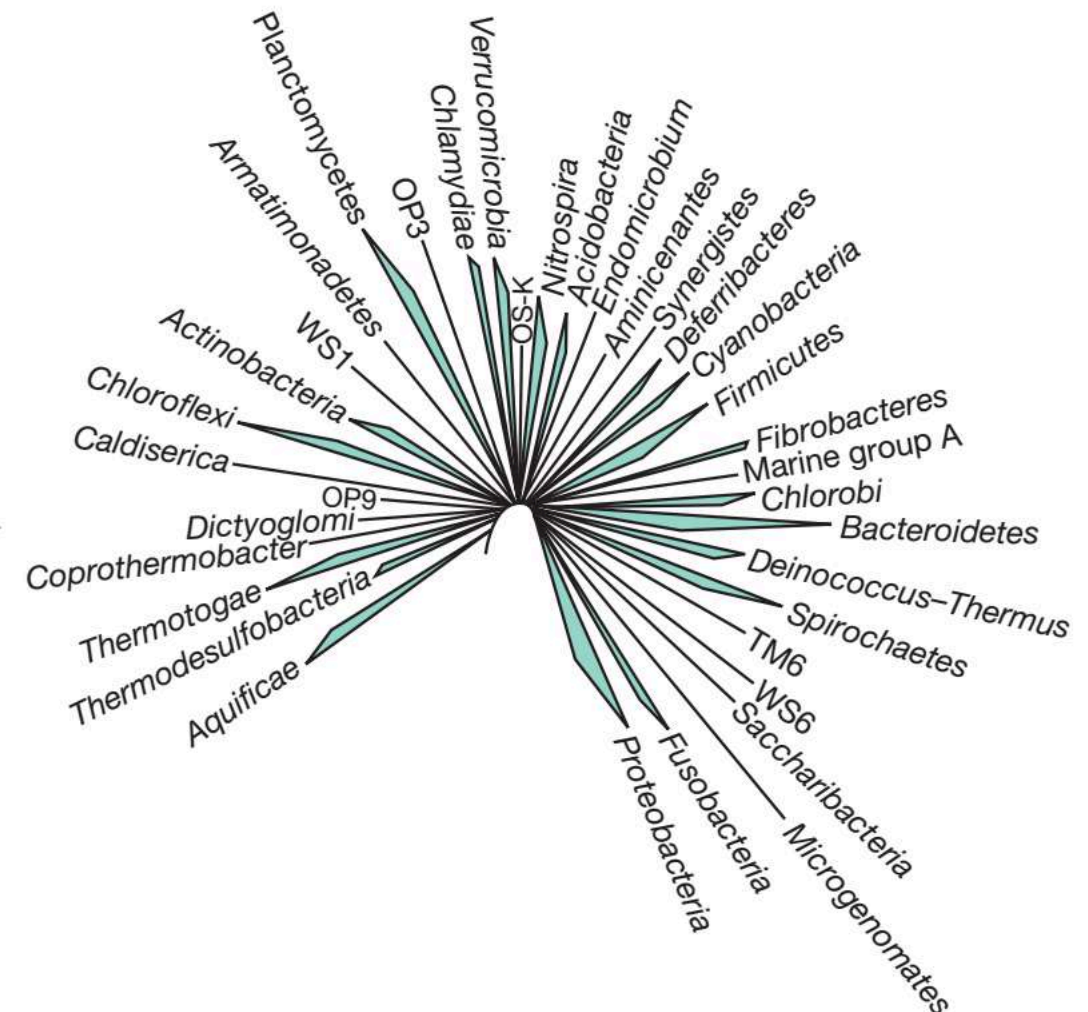 Planctomycetes
Armatimonadetes
OP3
Chlamydiae
Verrucomicrobia
OS-K
Nitrospira
Acidobacteria
Endomicrobium
Aminicenantes
Synergistes
Deferribacteres
Cyanobacteria
Firmicutes
Fibrobacteres
Marine group A
Chlorobi
Bacteroidetes
Deinococcus–Thermus
Spirochaetes
TM6
WS6
Saccharibacteria
Microgenomates
Fusobacteria
Proteobacteria
Aquificae
Thermodesulfobacteria
Thermotogae
Coprothermobacter
Dictyoglomi
OP9
Caldiserica
Chloroflexi
Actinobacteria
WS1